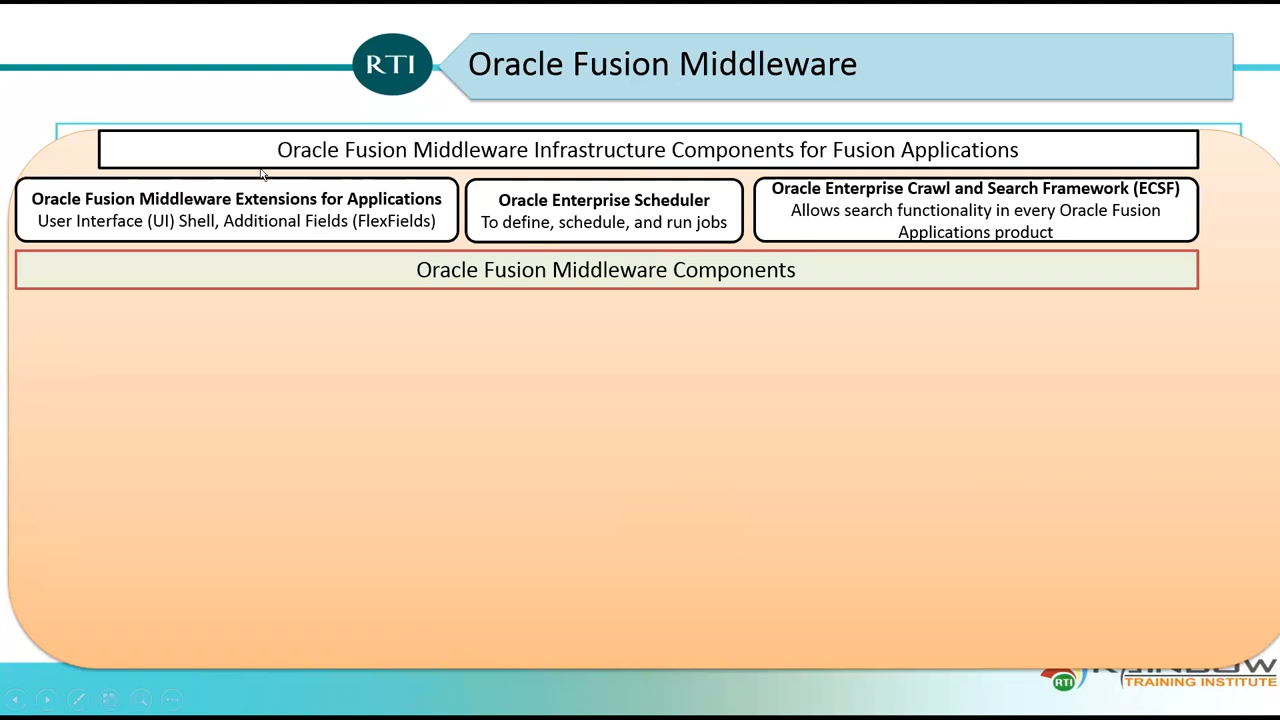 RTI
Oracle Fusion Middleware
Oracle Fusion Middleware Infrastructure Components for Fusion Applications
Oracle Fusion Middleware Extensions for Applications
User Interface (UI) Shell, Additional Fields (FlexFields)
Oracle Enterprise Scheduler
To define, schedule, and run jobs
Oracle Enterprise Crawl and Search Framework (ECSF)
Allows search functionality in every Oracle Fusion
Applications product
Oracle Fusion Middleware Components
RTI
RAINBOW
TRAINING INSTITUTE